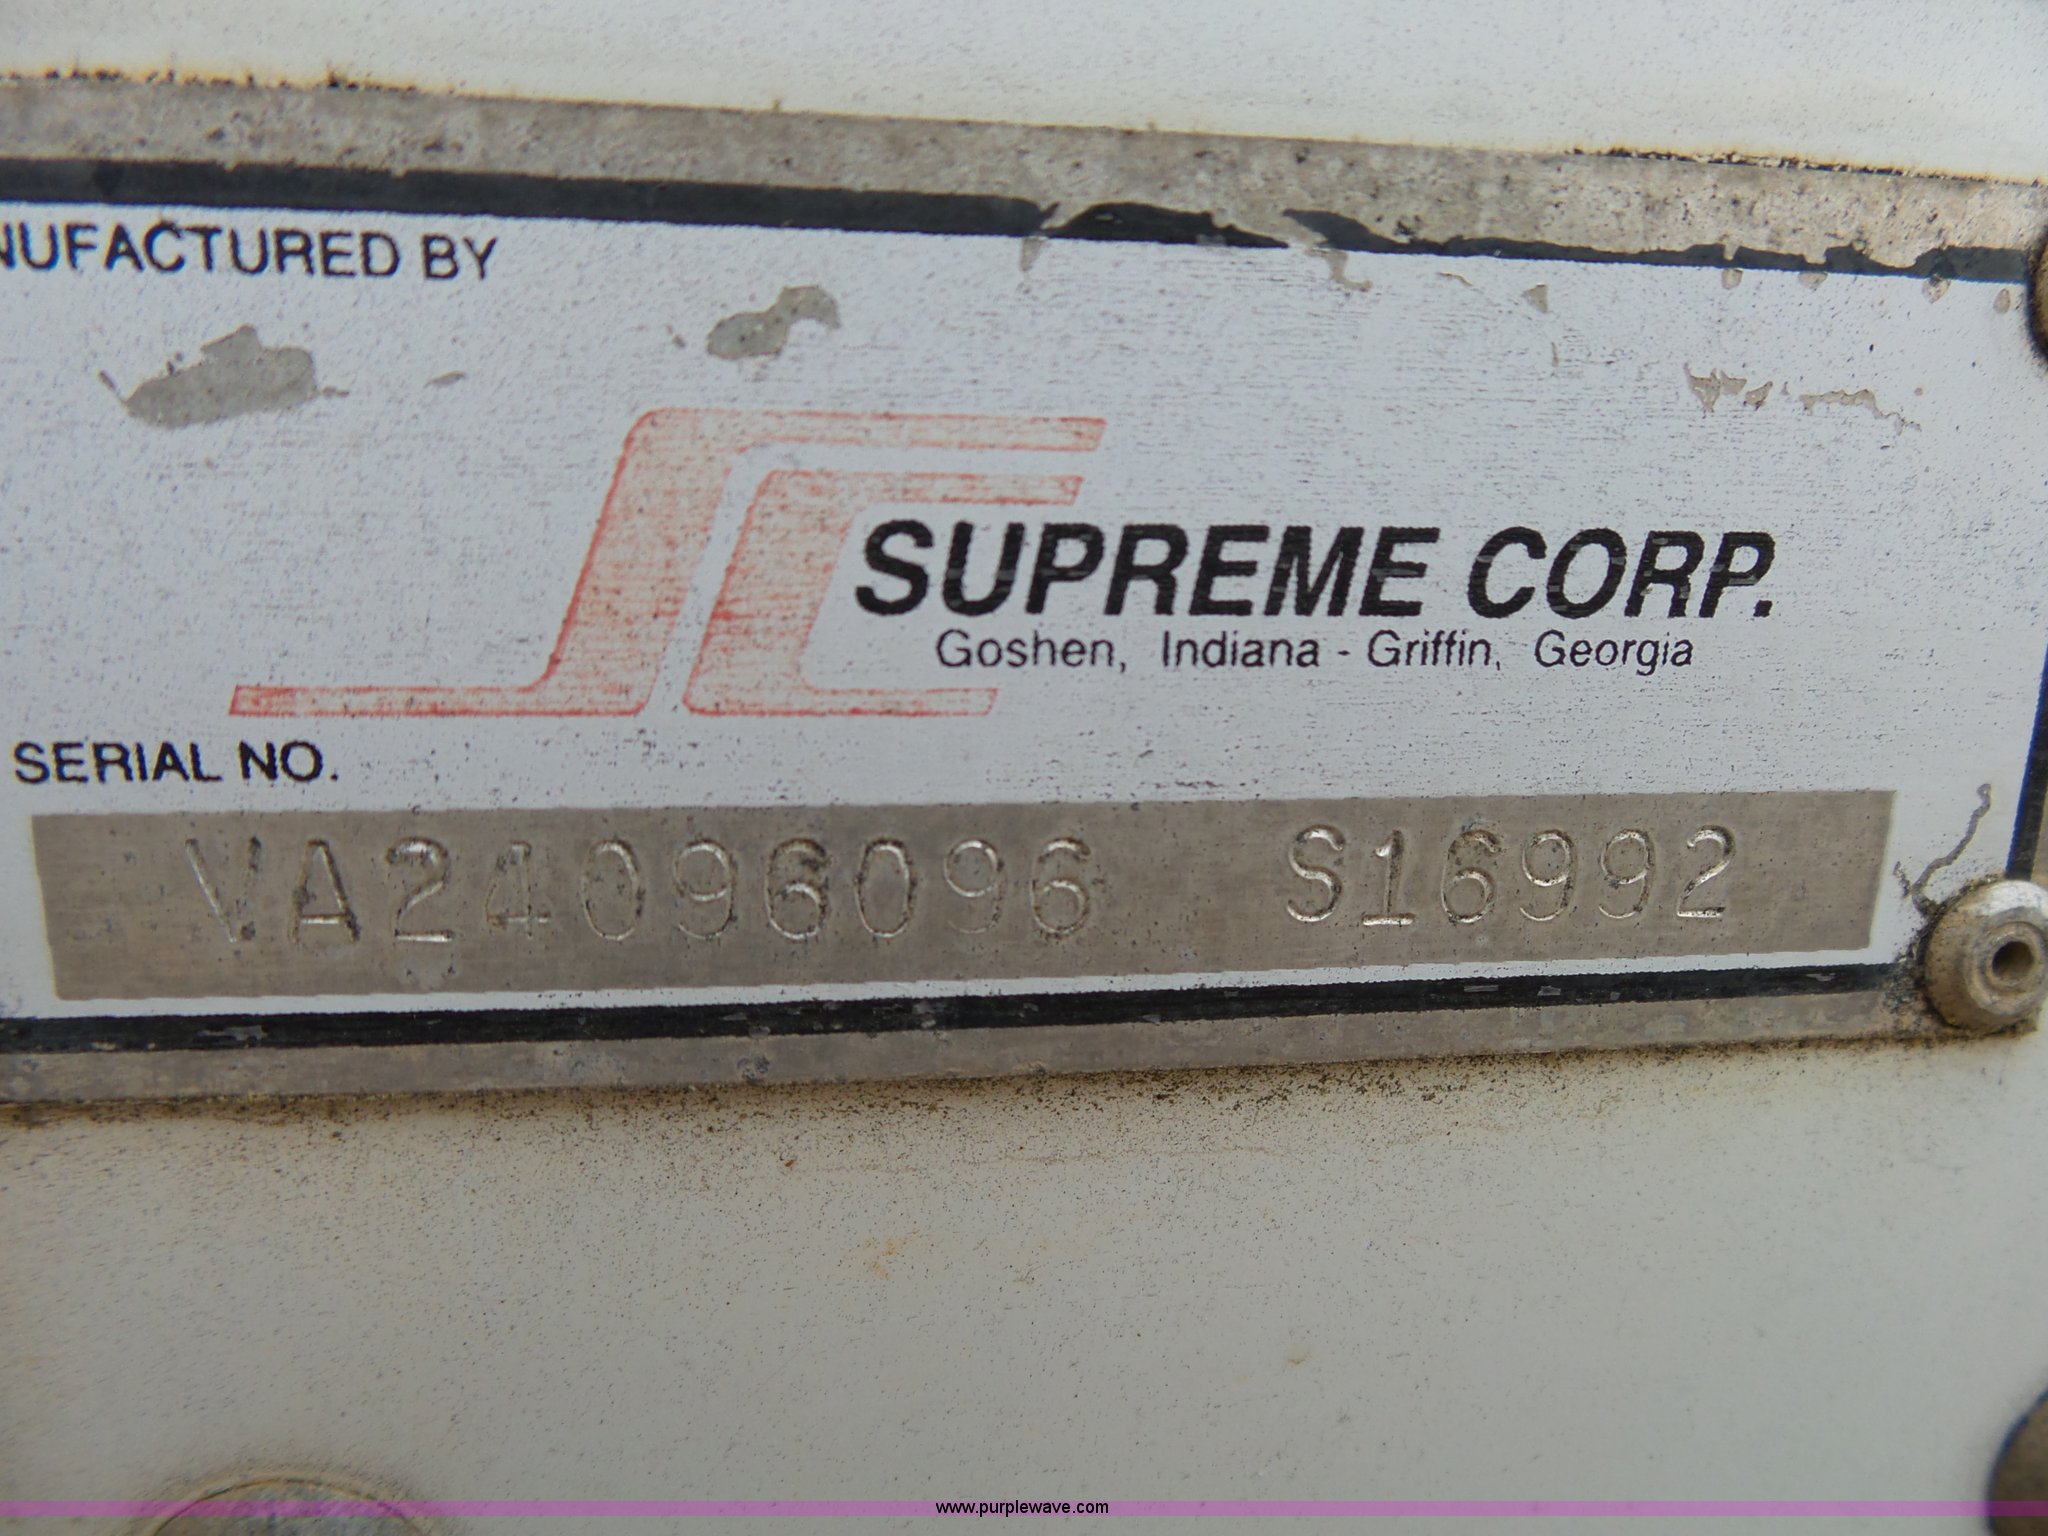 NUFACTURED BY
SUPREME CORP.
Goshen, Indiana - Griffin, Georgia
SERIAL NO.
VA24096096 S16992
www.purplewave.com